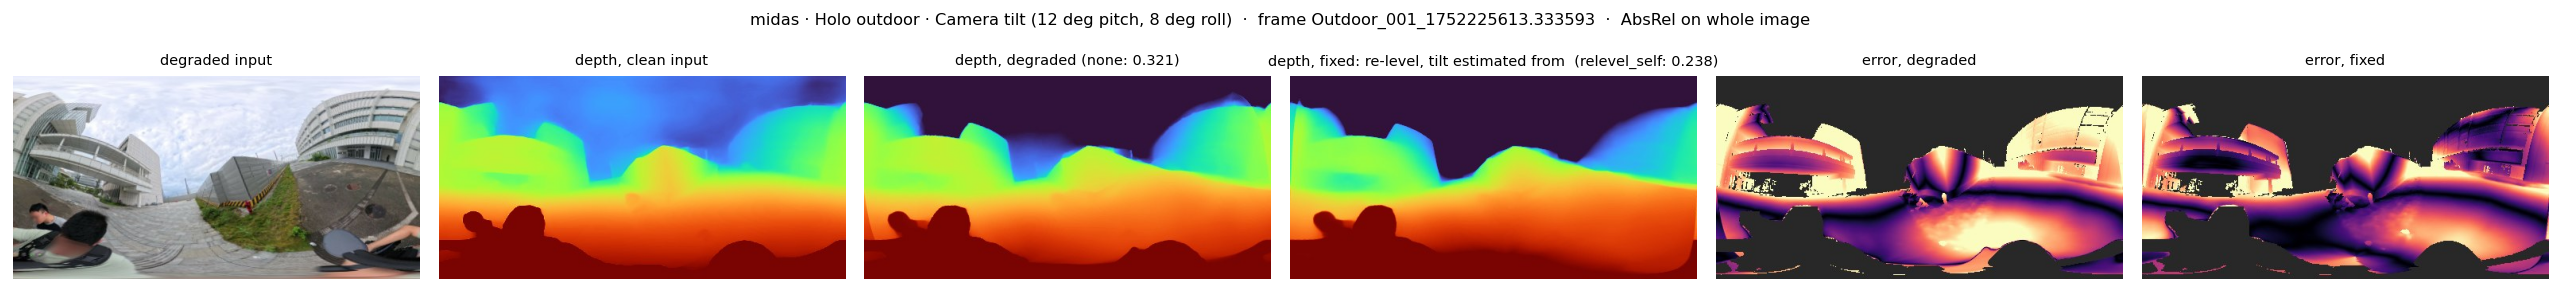 midas · Holo outdoor · Camera tilt (12 deg pitch, 8 deg roll) · frame Outdoor_001_1752225613.333593 · AbsRel on whole image
degraded input
depth, clean input
depth, degraded (none: 0.321)
depth, fixed: re-level, tilt estimated from (relevel_self: 0.238)
error, degraded
error, fixed